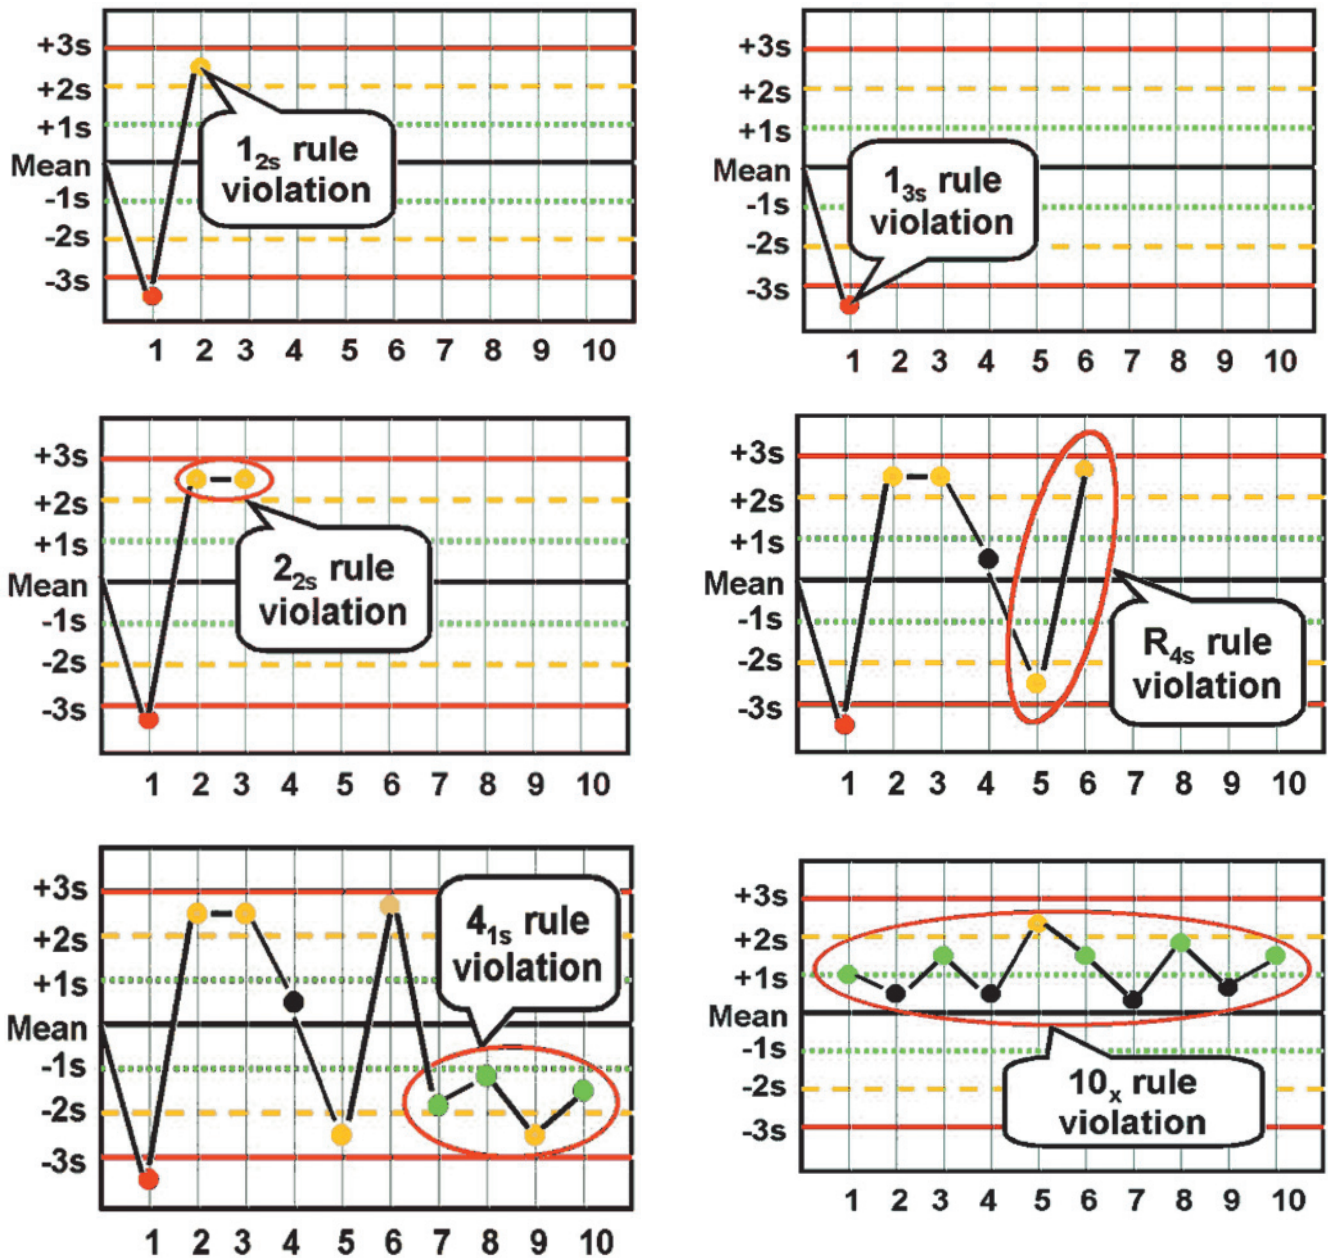 +3s
+2s
+1s
Mean
-1s
-2s
-3s
1 2 3 4 5 6 7 8 9 10
1₂ₛ rule
violation
+3s
+2s
+1s
Mean
-1s
-2s
-3s
1 2 3 4 5 6 7 8 9 10
1₃ₛ rule
violation
+3s
+2s
+1s
Mean
-1s
-2s
-3s
1 2 3 4 5 6 7 8 9 10
2₂ₛ rule
violation
+3s
+2s
+1s
Mean
-1s
-2s
-3s
1 2 3 4 5 6 7 8 9 10
R₄ₛ rule
violation
+3s
+2s
+1s
Mean
-1s
-2s
-3s
1 2 3 4 5 6 7 8 9 10
4₁ₛ rule
violation
+3s
+2s
+1s
Mean
-1s
-2s
-3s
1 2 3 4 5 6 7 8 9 10
10ₓ rule
violation